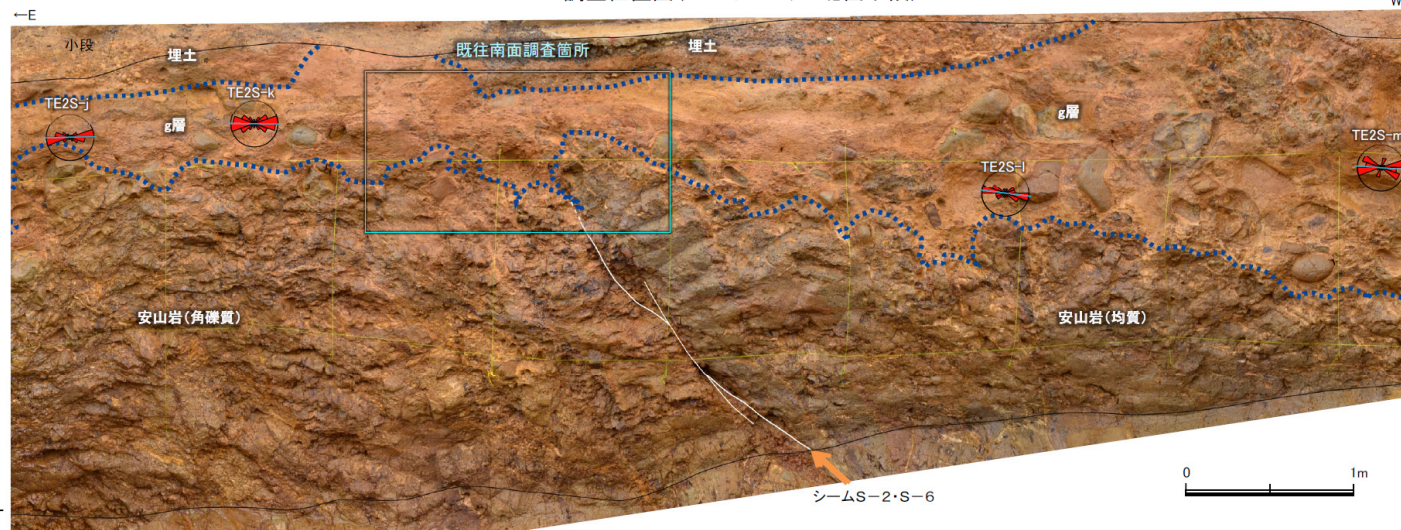 ←E
W
小段
埋土
既往南面調査箇所
埋土
TE2S-j
TE2S-k
g層
g層
TE2S-l
TE2S-m
安山岩(角礫質)
安山岩(均質)
0 1m
シームS-2・S-6